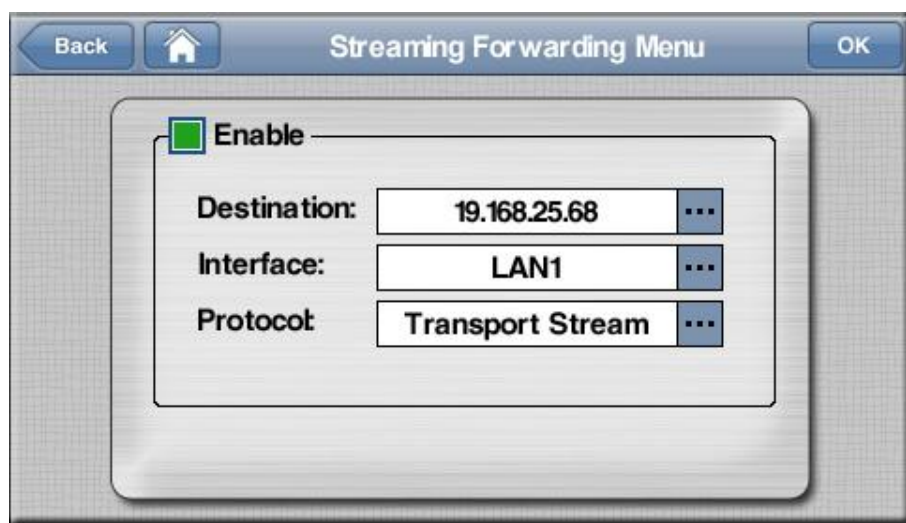 Back Streaming Forwarding Menu OK
Enable
Destination: 19.168.25.68 ...
Interface: LAN1 ...
Protocol: Transport Stream ...